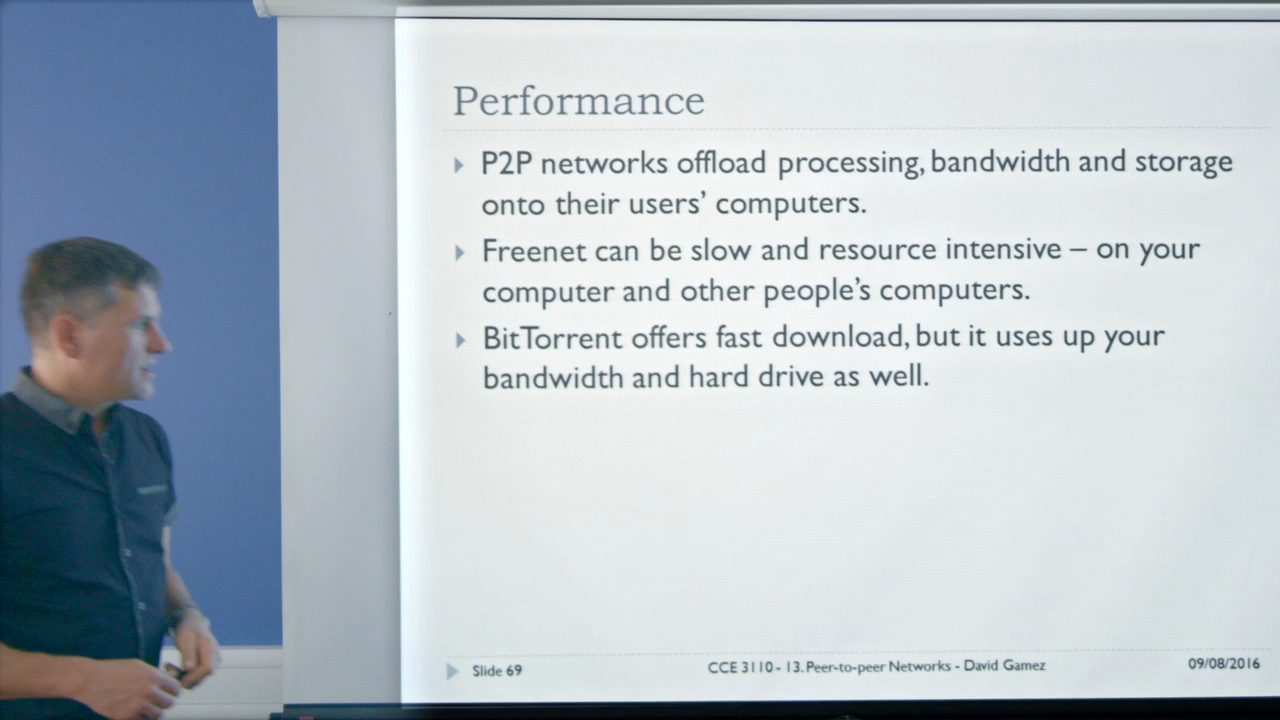 Performance
P2P networks offload processing, bandwidth and storage
onto their users’ computers.
Freenet can be slow and resource intensive – on your
computer and other people’s computers.
BitTorrent offers fast download, but it uses up your
bandwidth and hard drive as well.
Slide 69
CCE 3110 - 13. Peer-to-peer Networks - David Gamez
09/08/2016